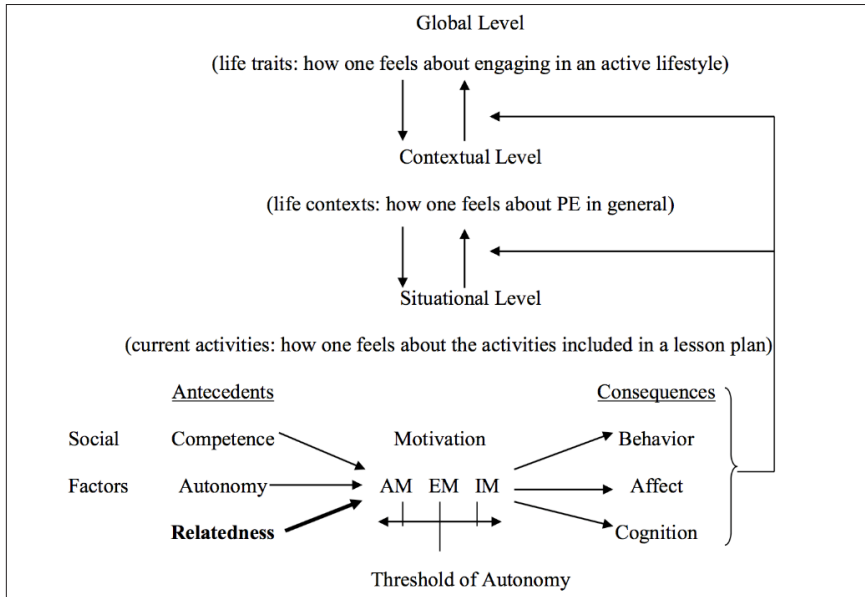 Global Level
(life traits: how one feels about engaging in an active lifestyle)
Contextual Level
(life contexts: how one feels about PE in general)
Situational Level
(current activities: how one feels about the activities included in a lesson plan)
Antecedents Consequences
Social Competence Motivation Behavior
Factors Autonomy AM EM IM Affect
Relatedness Cognition
Threshold of Autonomy